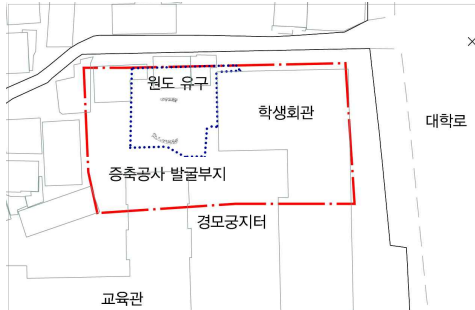 원도 유구
학생회관
대학로
증축공사 발굴부지
경모궁지터
교육관